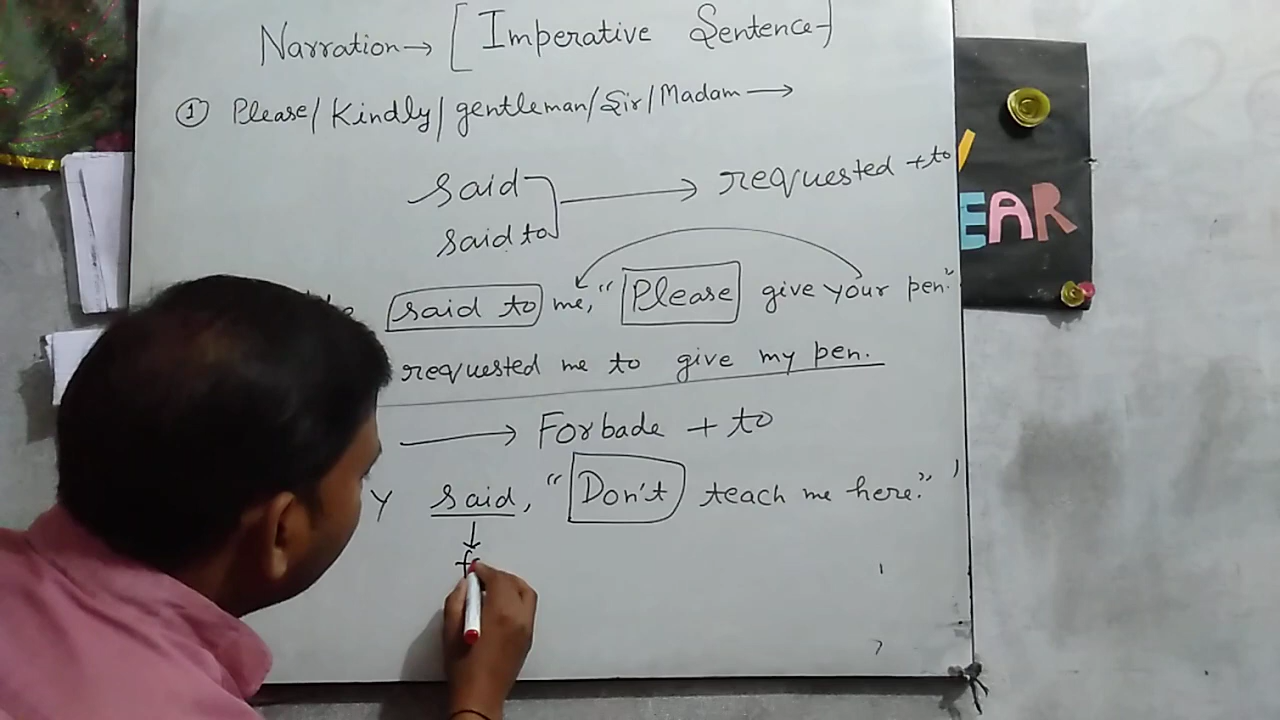 Narration → [Imperative Sentence]
① Please/Kindly/gentleman/Sir/Madam →
said
said to → requested + to
said to me, "Please give your pen."
requested me to give my pen.
→ Forbade + to
said, "Don't teach me here."
↓
EAR